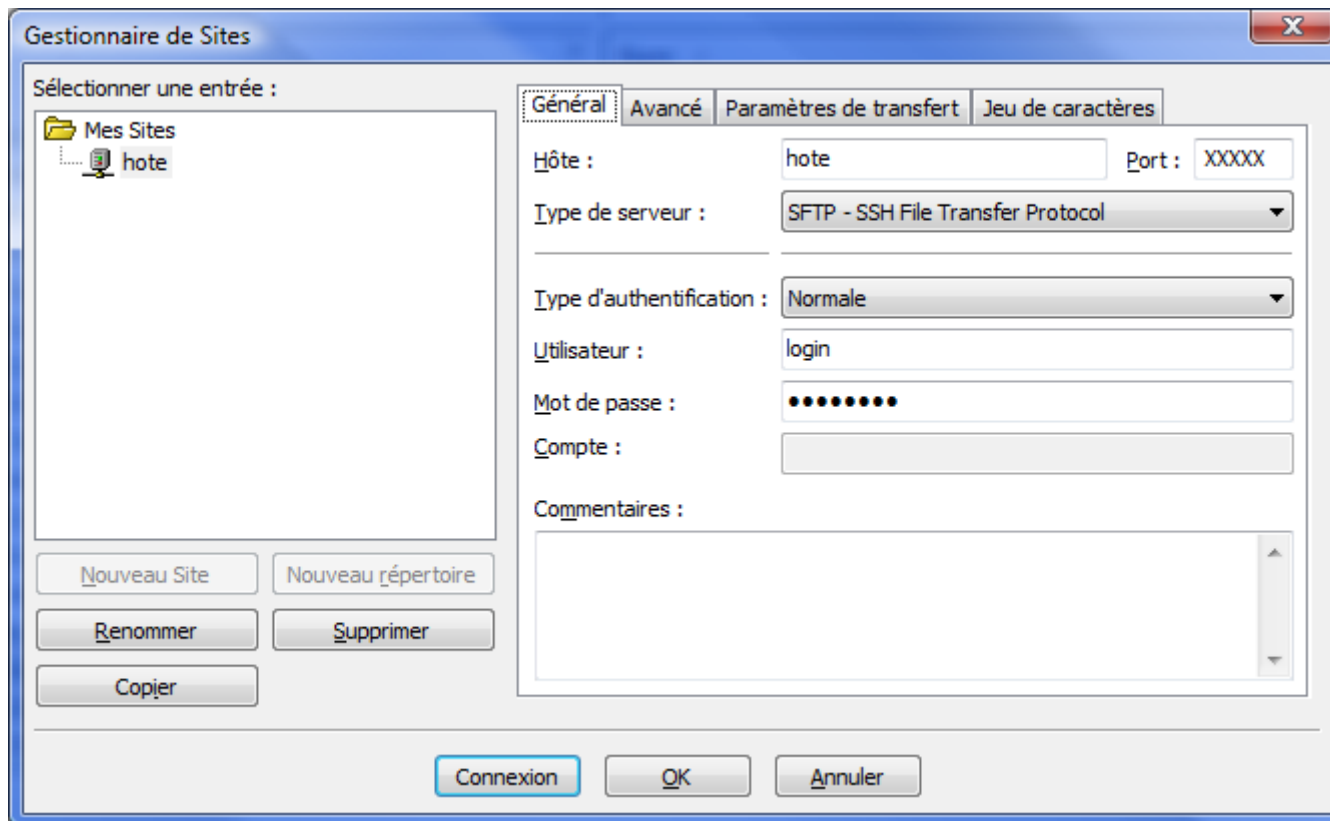 Gestionnaire de Sites
Sélectionner une entrée :
Mes Sites
hote
Nouveau Site
Nouveau répertoire
Renommer
Supprimer
Copier
Général
Avancé
Paramètres de transfert
Jeu de caractères
Hôte :
hote
Port :
XXXXX
Type de serveur :
SFTP - SSH File Transfer Protocol
Type d'authentification :
Normale
Utilisateur :
login
Mot de passe :
••••••••
Compte :
Commentaires :
Connexion
OK
Annuler